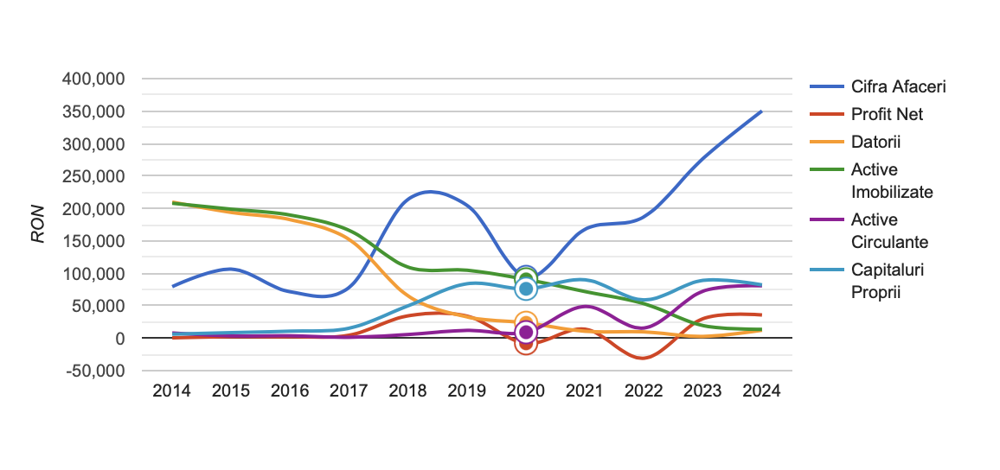 400,000
350,000
300,000
250,000
200,000
150,000
100,000
50,000
0
-50,000
RON
2014 2015 2016 2017 2018 2019 2020 2021 2022 2023 2024
Cifra Afaceri
Profit Net
Datorii
Active
Imobilizate
Active
Circulante
Capitaluri
Proprii